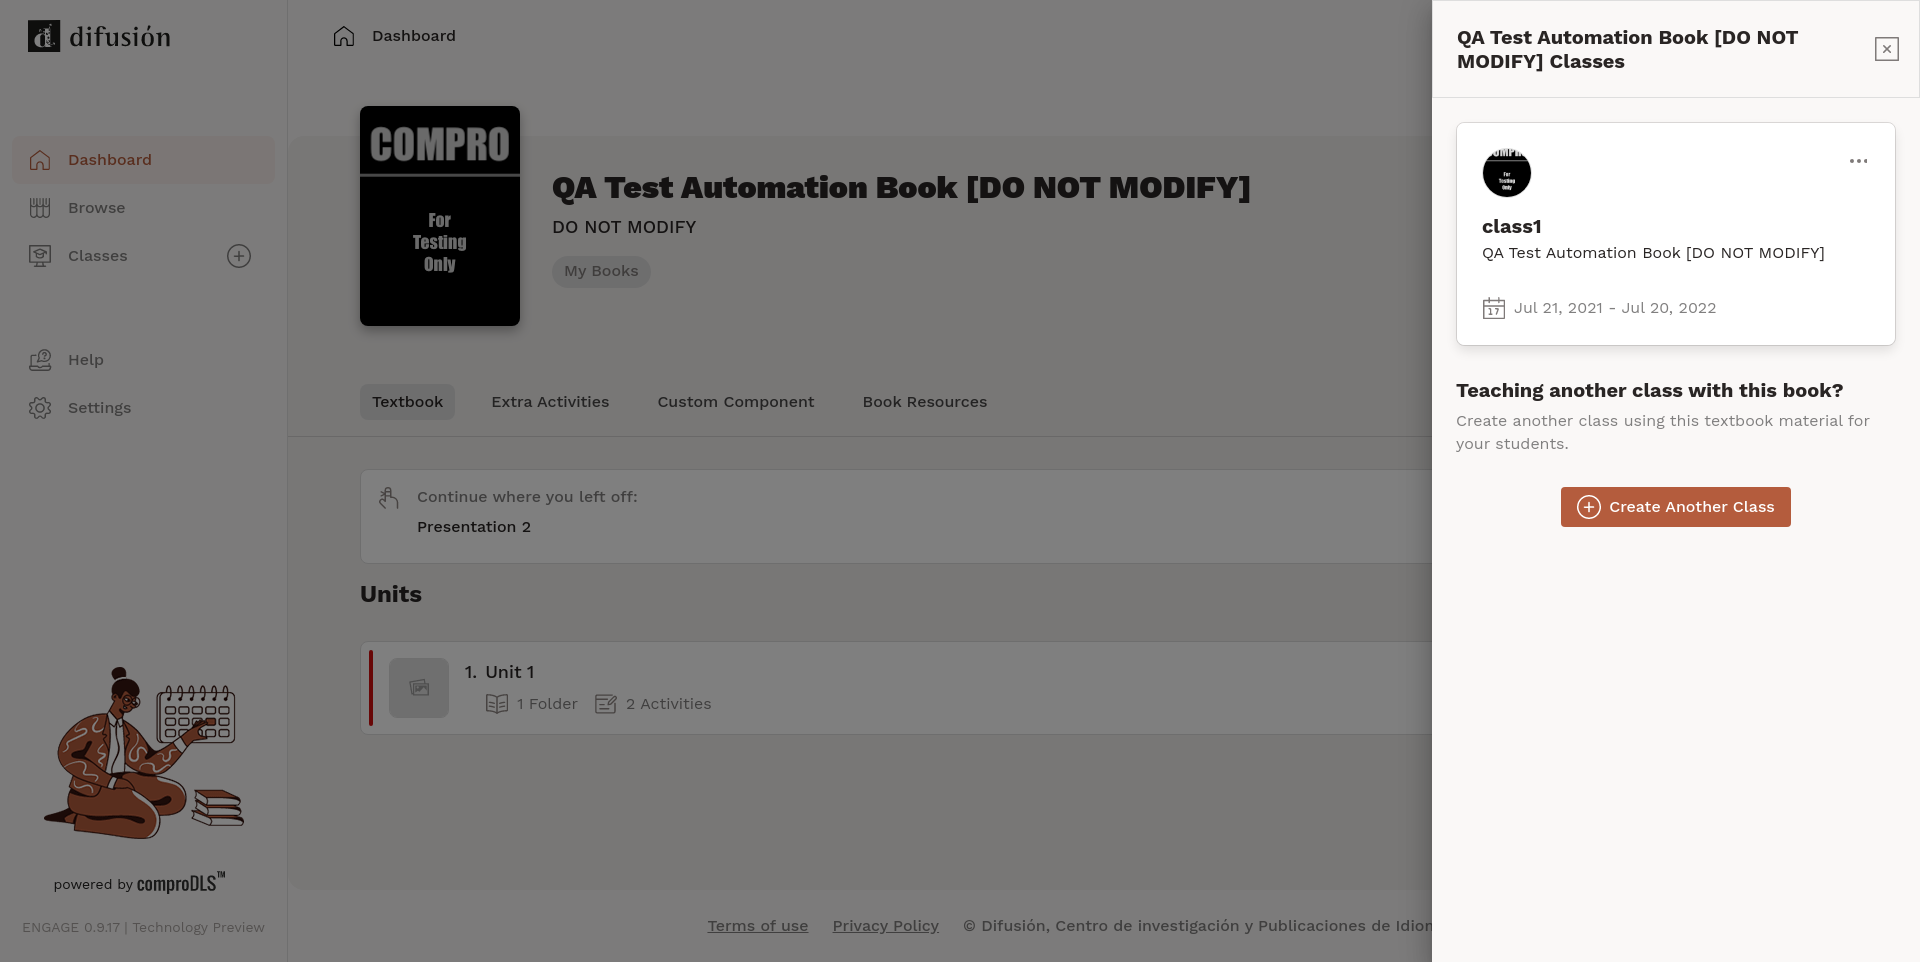 difusión
Dashboard
Browse
Classes
Help
Settings
powered by comproDLS™
ENGAGE 0.9.17 | Technology Preview
Dashboard
COMPRO
For
Testing
Only
QA Test Automation Book [DO NOT MODIFY]
DO NOT MODIFY
My Books
Textbook
Extra Activities
Custom Component
Book Resources
Continue where you left off:
Presentation 2
Units
1. Unit 1
1 Folder
2 Activities
Terms of use
Privacy Policy
© Difusión, Centro de investigación y Publicaciones de Idion
QA Test Automation Book [DO NOT
MODIFY] Classes
For
Testing
Only
class1
QA Test Automation Book [DO NOT MODIFY]
17
Jul 21, 2021 - Jul 20, 2022
Teaching another class with this book?
Create another class using this textbook material for
your students.
Create Another Class